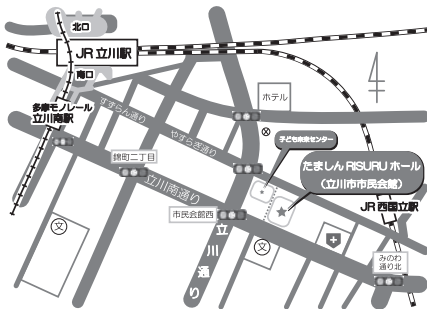 北口
JR 立川駅
南口
多摩モノレール
立川南駅
すずらん通り
やすらぎ通り
ホテル
子ども未来センター
たましん RISURU ホール
（立川市市民会館）
錦町二丁目
立川南通り
市民会館西
立川通り
JR 西国立駅
みのわ
通り北
文
文